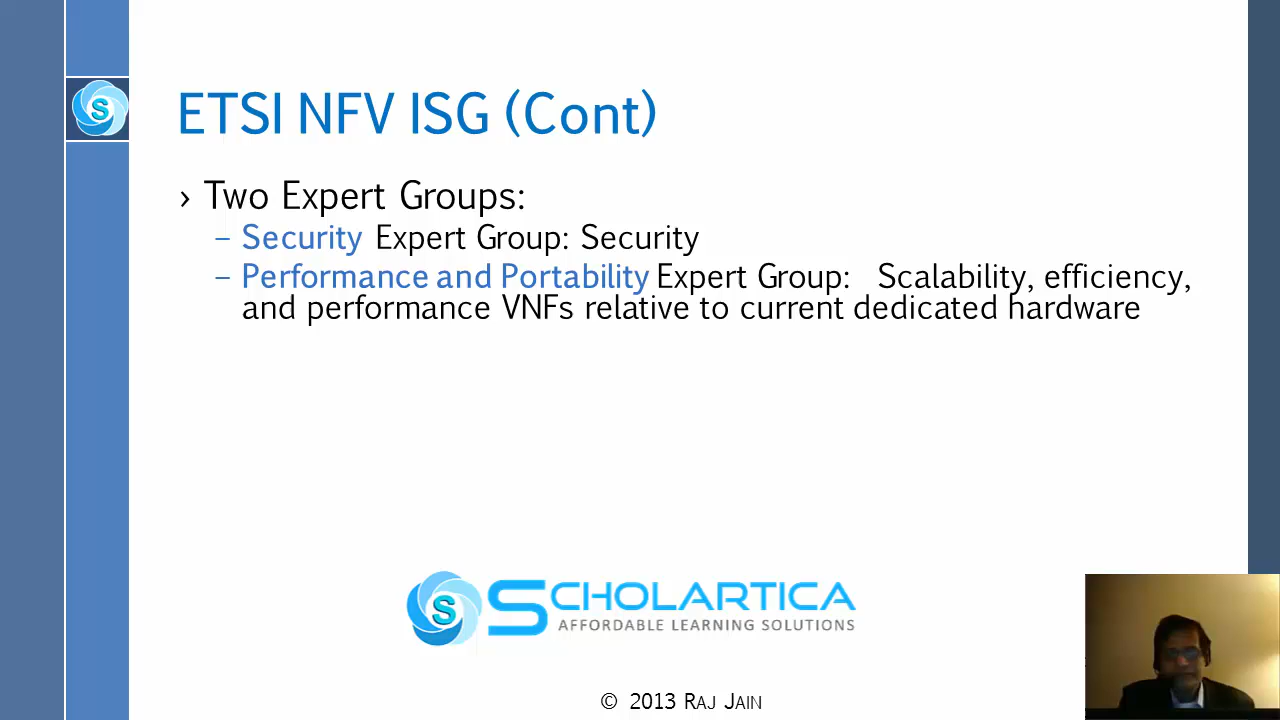 S
ETSI NFV ISG (Cont)
› Two Expert Groups:
– Security Expert Group: Security
– Performance and Portability Expert Group: Scalability, efficiency,
and performance VNFs relative to current dedicated hardware
S SCHOLARTICA
AFFORDABLE LEARNING SOLUTIONS
© 2013 RAJ JAIN